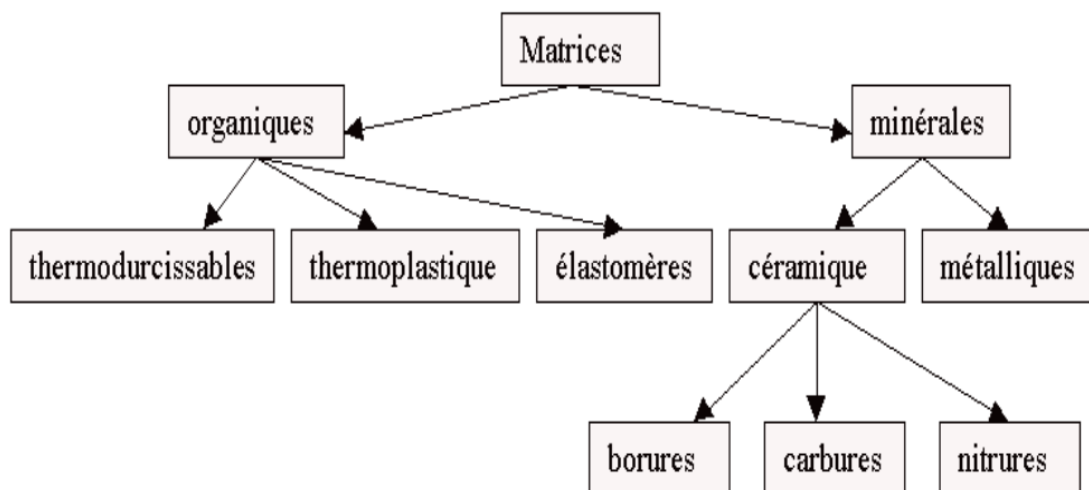 Matrices
organiques
minérales
thermodurcissables
thermoplastique
élastomères
céramique
métalliques
borures
carbures
nitrures